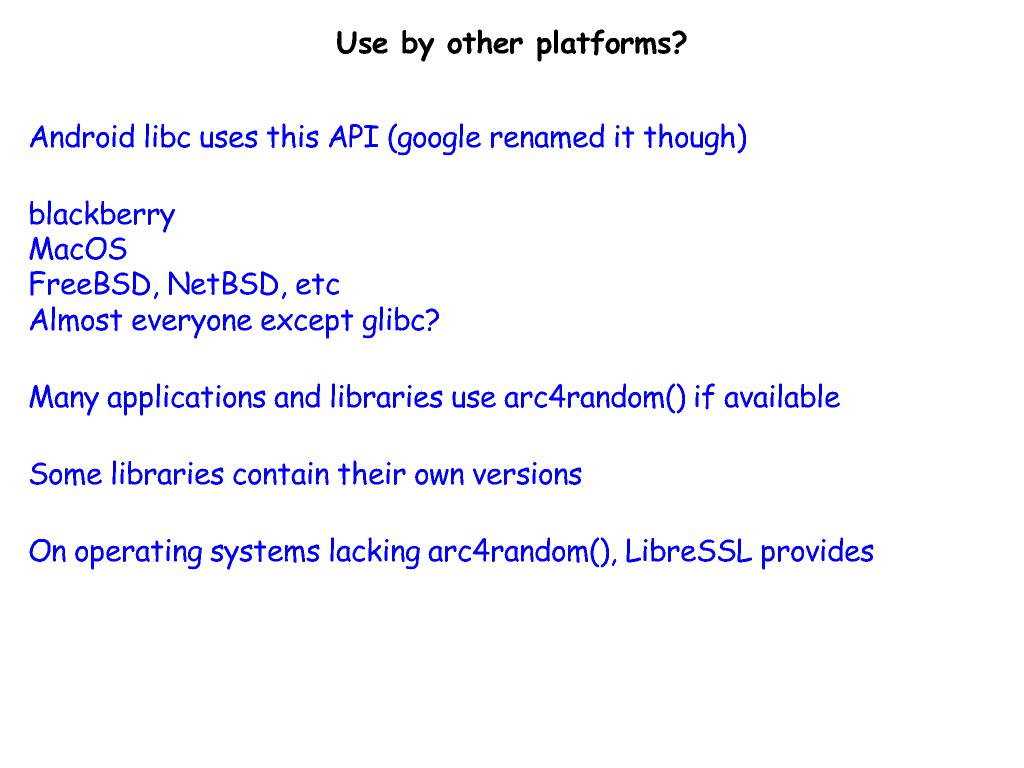 Use by other platforms?
Android libc uses this API (google renamed it though)
blackberry
MacOS
FreeBSD, NetBSD, etc
Almost everyone except glibc?
Many applications and libraries use arc4random() if available
Some libraries contain their own versions
On operating systems lacking arc4random(), LibreSSL provides